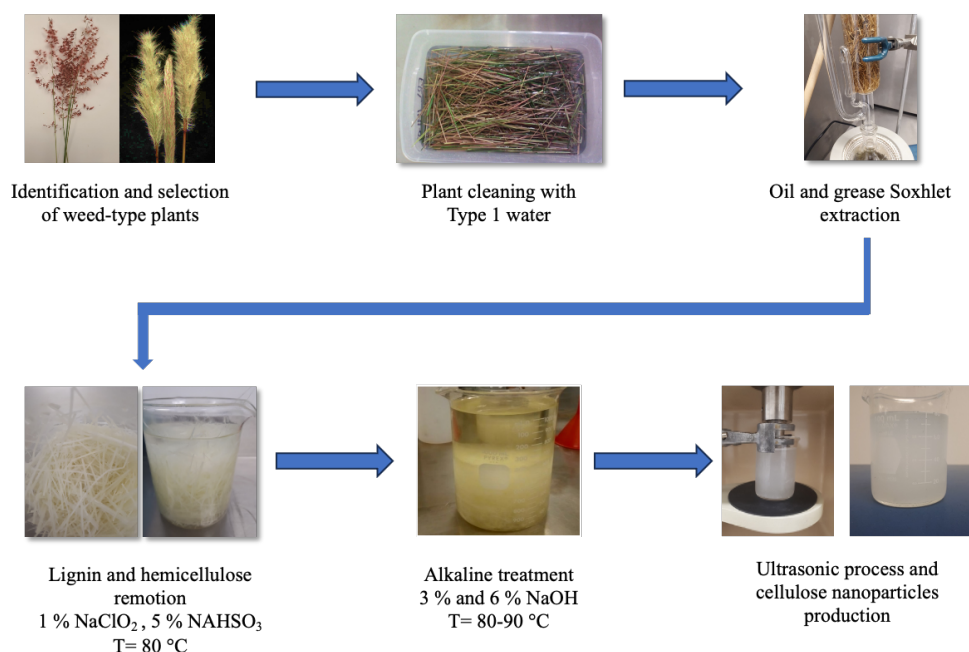 Identification and selection
of weed-type plants
Plant cleaning with
Type 1 water
Oil and grease Soxhlet
extraction
Lignin and hemicellulose
remotion
1 % NaClO₂ , 5 % NAHSO₃
T= 80 °C
Alkaline treatment
3 % and 6 % NaOH
T= 80-90 °C
Ultrasonic process and
cellulose nanoparticles
production